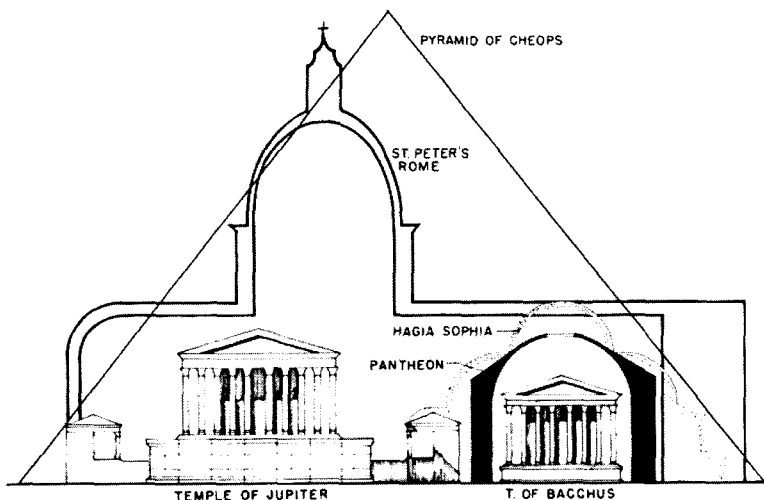 PYRAMID OF CHEOPS
ST. PETER'S
ROME
HAGIA SOPHIA
PANTHEON
TEMPLE OF JUPITER
T. OF BACCHUS